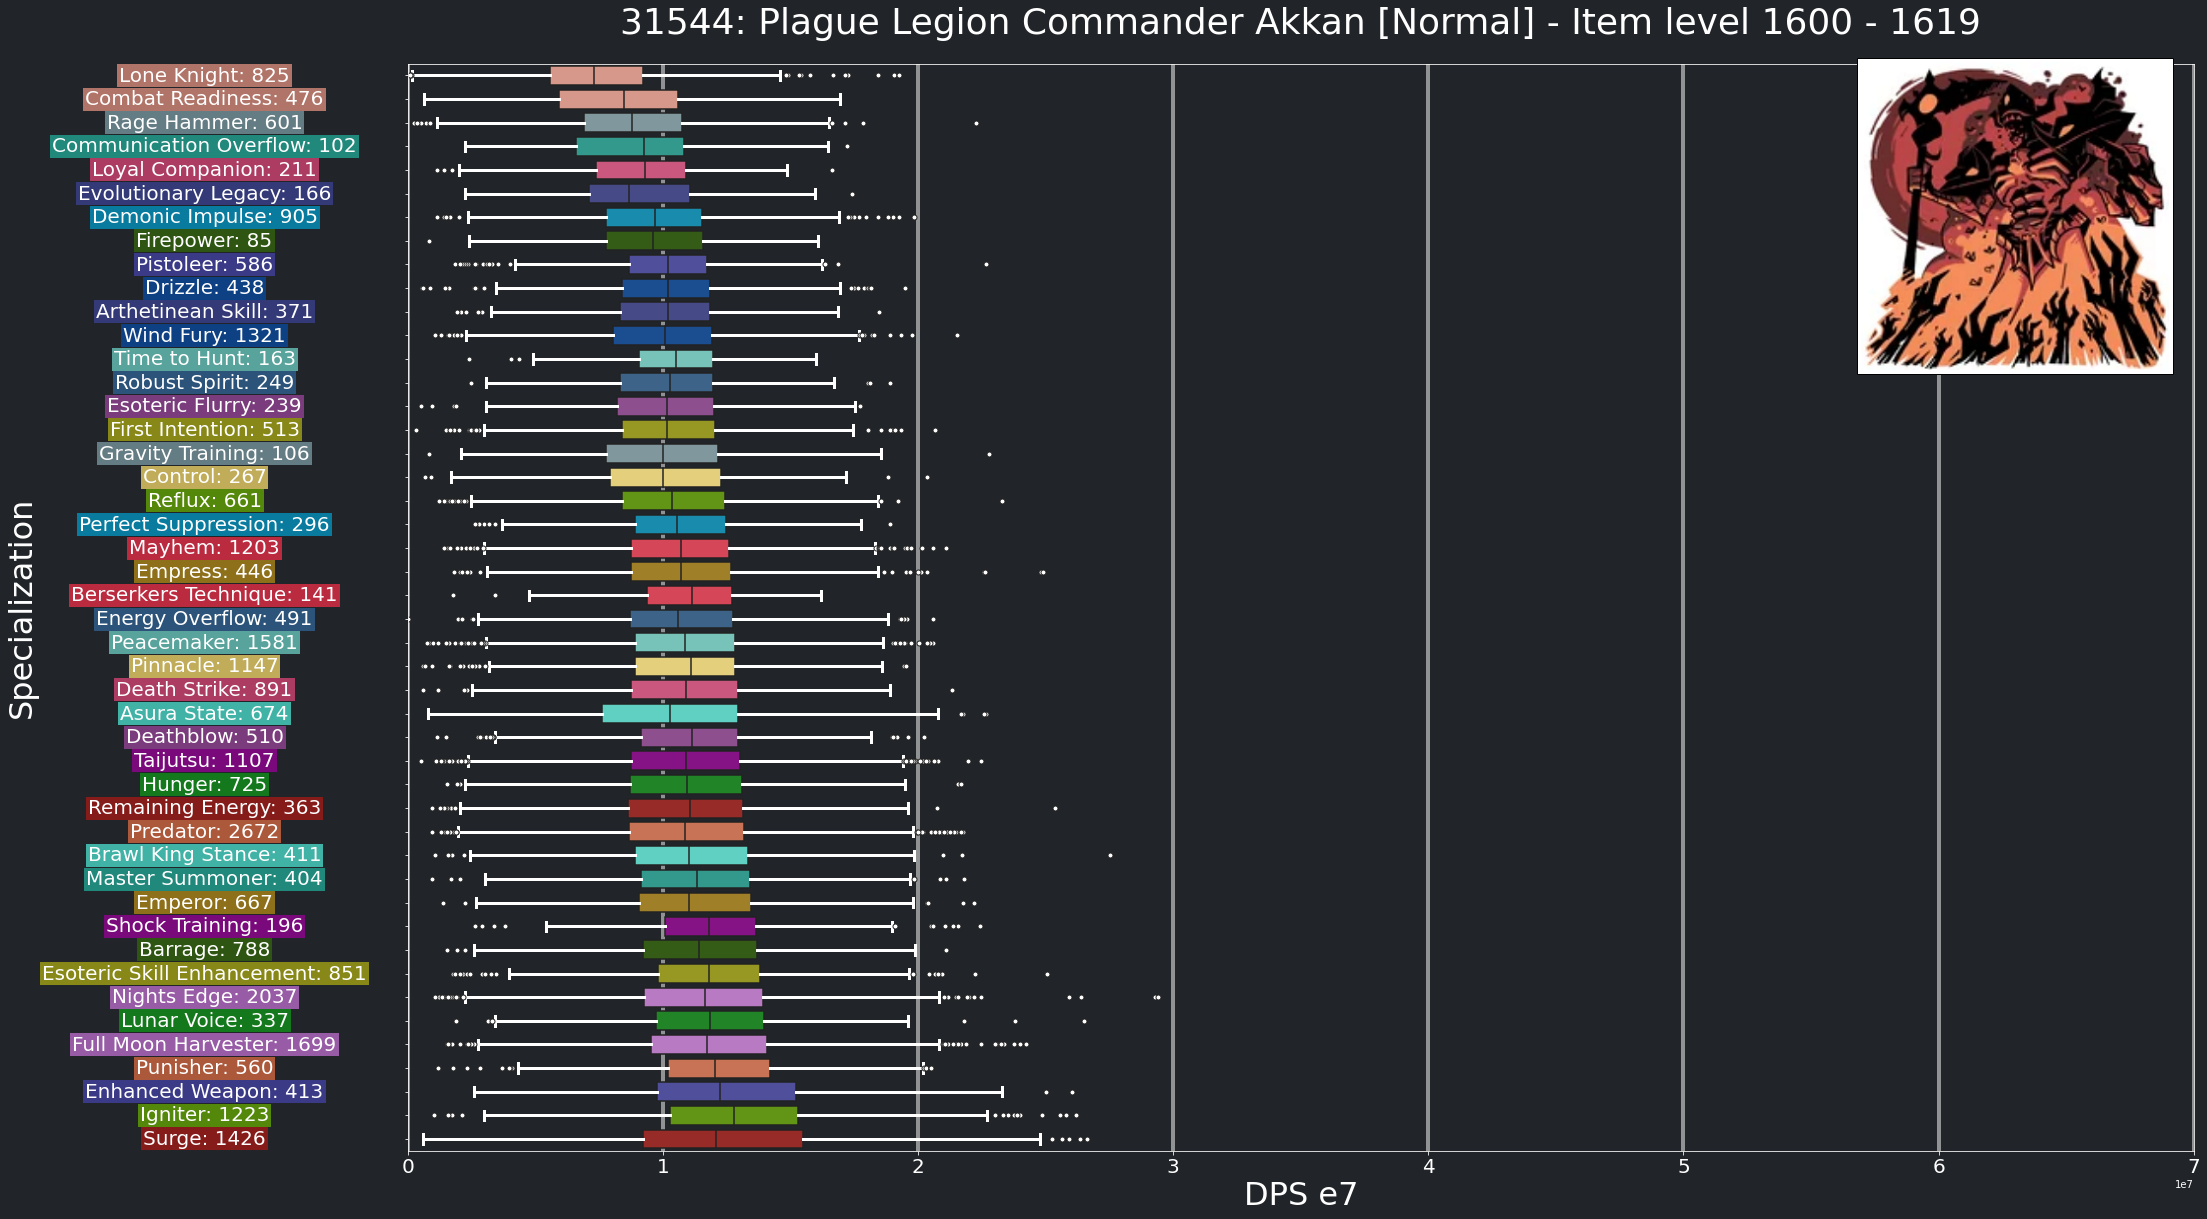 31544: Plague Legion Commander Akkan [Normal] - Item level 1600 - 1619
Specialization
Lone Knight: 825
Combat Readiness: 476
Rage Hammer: 601
Communication Overflow: 102
Loyal Companion: 211
Evolutionary Legacy: 166
Demonic Impulse: 905
Firepower: 85
Pistoleer: 586
Drizzle: 438
Arthetinean Skill: 371
Wind Fury: 1321
Time to Hunt: 163
Robust Spirit: 249
Esoteric Flurry: 239
First Intention: 513
Gravity Training: 106
Control: 267
Reflux: 661
Perfect Suppression: 296
Mayhem: 1203
Empress: 446
Berserkers Technique: 141
Energy Overflow: 491
Peacemaker: 1581
Pinnacle: 1147
Death Strike: 891
Asura State: 674
Deathblow: 510
Taijutsu: 1107
Hunger: 725
Remaining Energy: 363
Predator: 2672
Brawl King Stance: 411
Master Summoner: 404
Emperor: 667
Shock Training: 196
Barrage: 788
Esoteric Skill Enhancement: 851
Nights Edge: 2037
Lunar Voice: 337
Full Moon Harvester: 1699
Punisher: 560
Enhanced Weapon: 413
Igniter: 1223
Surge: 1426
0 1 2 3 4 5 6 7
1e7
DPS e7